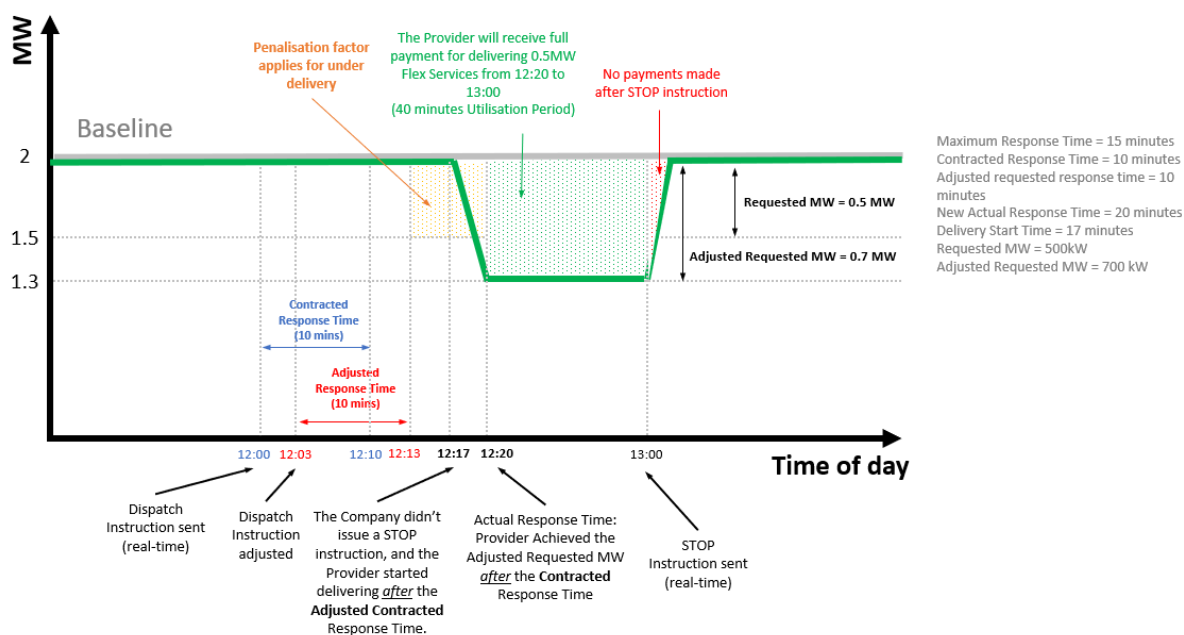 MW
Penalisation factor
applies for under
delivery
The Provider will receive full
payment for delivering 0.5MW
Flex Services from 12:20 to
13:00
(40 minutes Utilisation Period)
No payments made
after STOP instruction
Baseline
2
1.5
1.3
Requested MW = 0.5 MW
Adjusted Requested MW = 0.7 MW
Maximum Response Time = 15 minutes
Contracted Response Time = 10 minutes
Adjusted requested response time = 10
minutes
New Actual Response Time = 20 minutes
Delivery Start Time = 17 minutes
Requested MW = 500kW
Adjusted Requested MW = 700 kW
Contracted
Response Time
(10 mins)
Adjusted
Response Time
(10 mins)
12:00 12:03 12:10 12:13 12:17 12:20 13:00
Time of day
Dispatch
Instruction sent
(real-time)
Dispatch
Instruction
adjusted
The Company didn't
issue a STOP
instruction, and the
Provider started
delivering after the
Adjusted Contracted
Response Time.
Actual Response Time:
Provider Achieved the
Adjusted Requested MW
after the Contracted
Response Time
STOP
Instruction sent
(real-time)